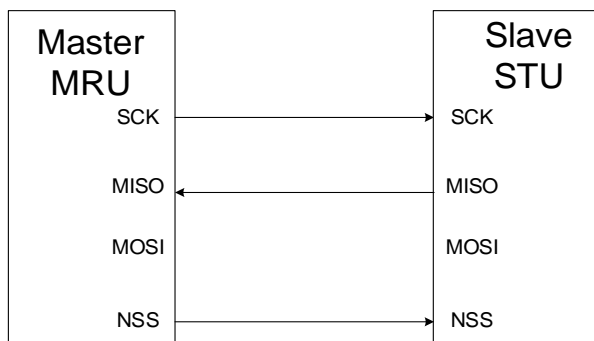 Master
MRU
SCK
MISO
MOSI
NSS
Slave
STU
SCK
MISO
MOSI
NSS